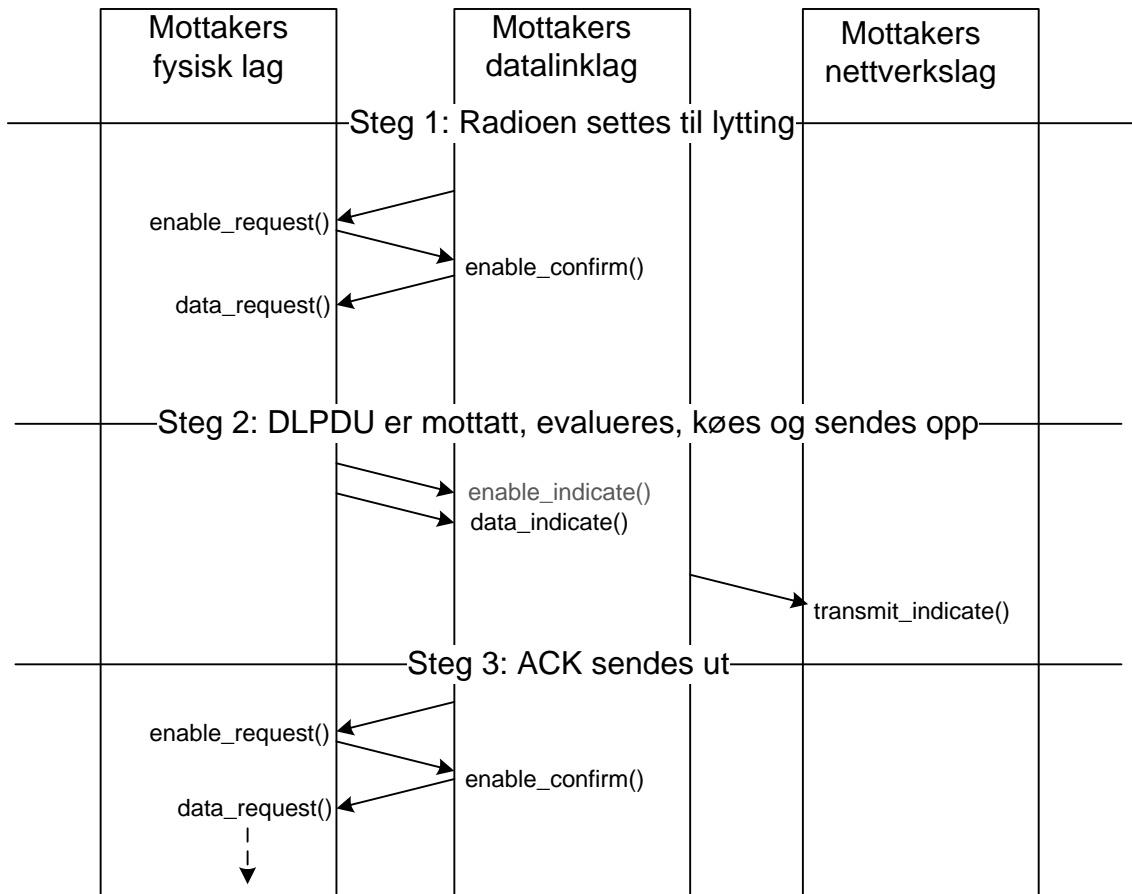 Mottakers
fysisk lag
Mottakers
datalinklag
Mottakers
nettverkslag
Steg 1: Radioen settes til lytting
enable_request()
enable_confirm()
data_request()
Steg 2: DLPDU er mottatt, evalueres, køes og sendes opp
enable_indicate()
data_indicate()
transmit_indicate()
Steg 3: ACK sendes ut
enable_request()
enable_confirm()
data_request()